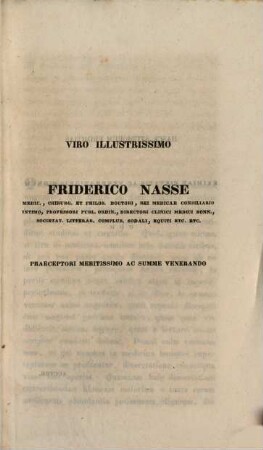 VIRO ILLUSTRISSIMO
FRIDERICO NASSE
MEDIC., CHIRURG. ET PHILOS. DOCTORI, REI MEDICAE CONSILIARIO
INTIMO, PROFESSORI PUBL. ORDIN., DIRECTORI CLINICI MEDICI BONN.,
SOCIETAT. LITTERAR. COMPLUR. SODALI, EQUITI ETC. ETC.
PRAECEPTORI MERITISSIMO AC SUMME VENERANDO